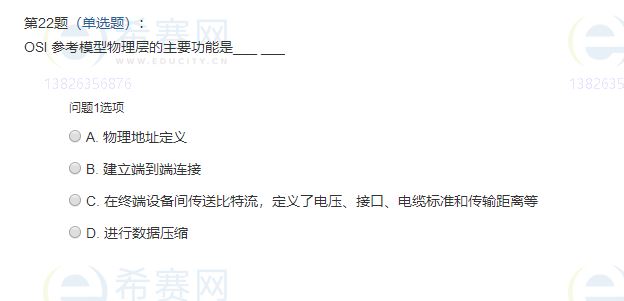 第22题（单选题）：
OSI 参考模型物理层的主要功能是___ ___
希赛网
WWW.EDUCITY.CN
13826356876
1382635
问题1选项
A. 物理地址定义
B. 建立端到端连接
C. 在终端设备间传送比特流，定义了电压、接口、电缆标准和传输距离等
D. 进行数据压缩
希赛网